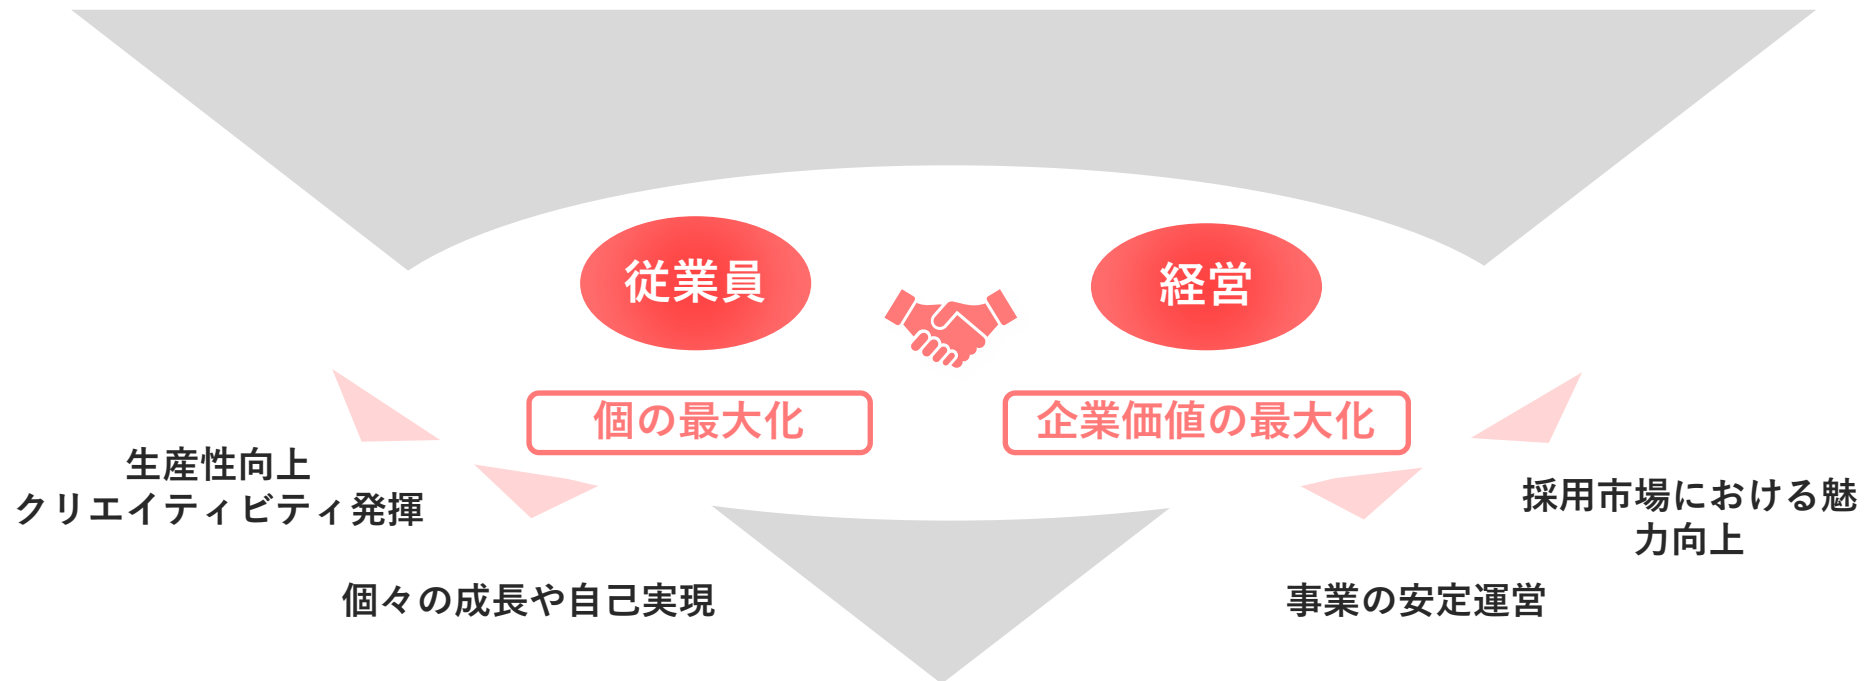 従業員
経営
個の最大化
企業価値の最大化
生産性向上
クリエイティビティ発揮
採用市場における魅
力向上
個々の成長や自己実現
事業の安定運営